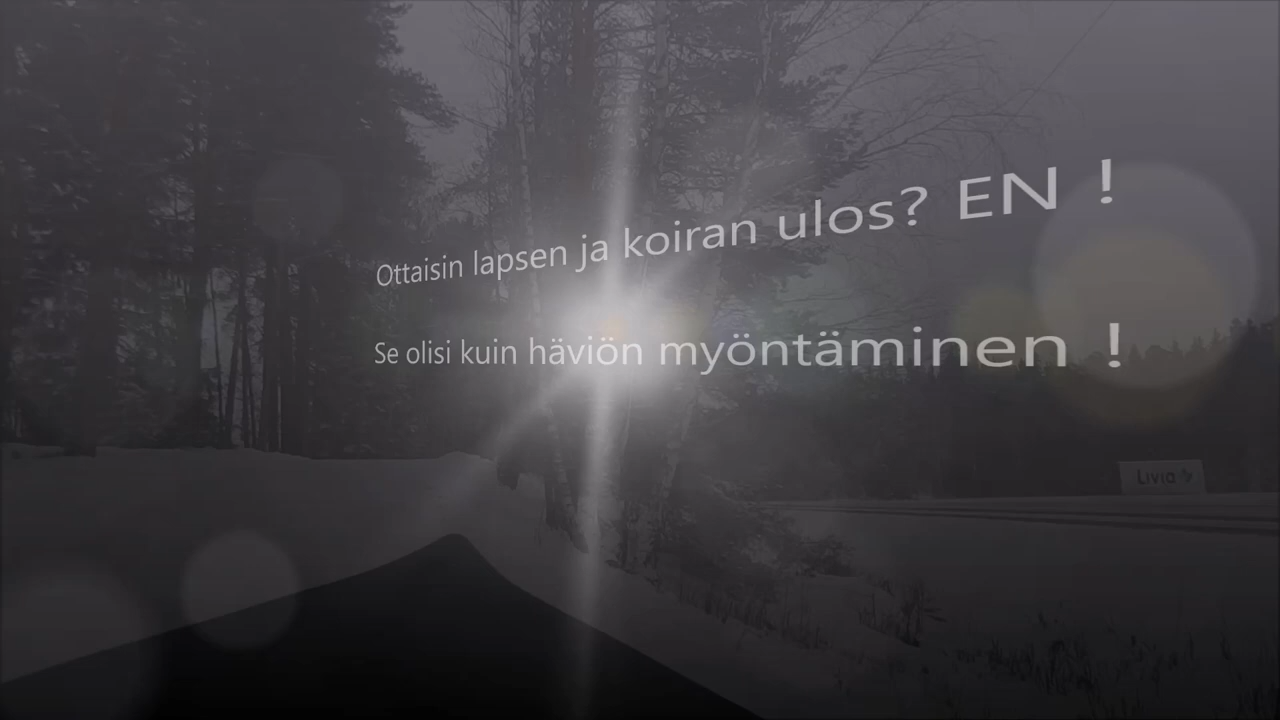 Ottaisin lapsen ja koiran ulos? EN !
Se olisi kuin häviön myöntäminen !
Livia